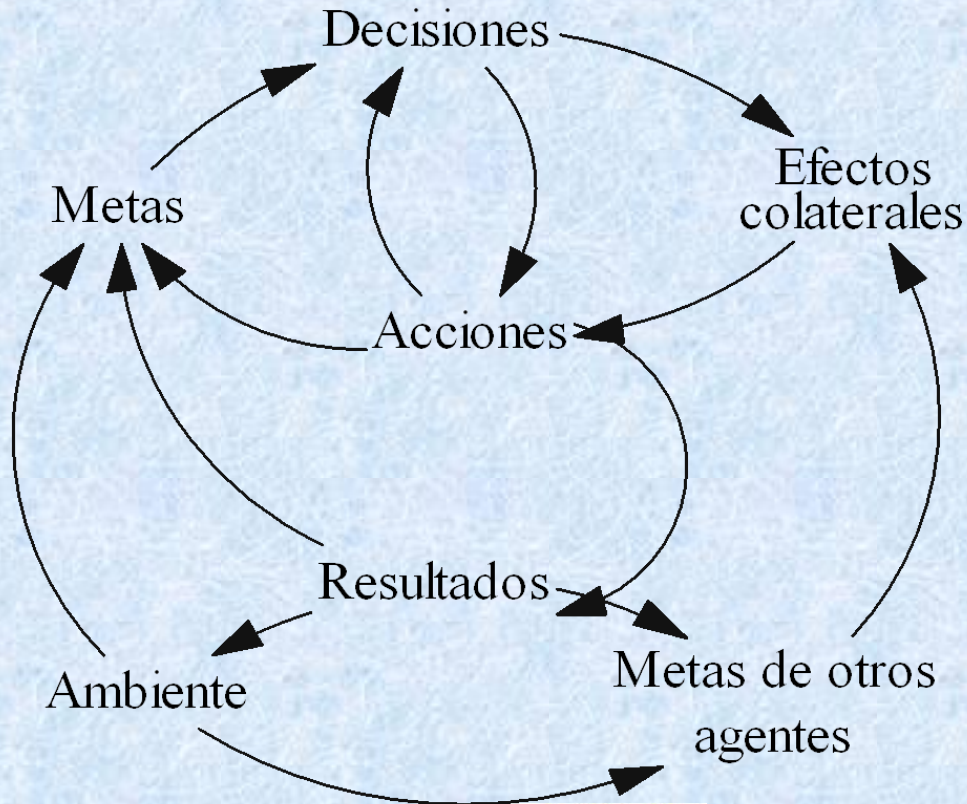 Decisiones
Efectos
colaterales
Metas
Acciones
Resultados
Ambiente
Metas de otros
agentes